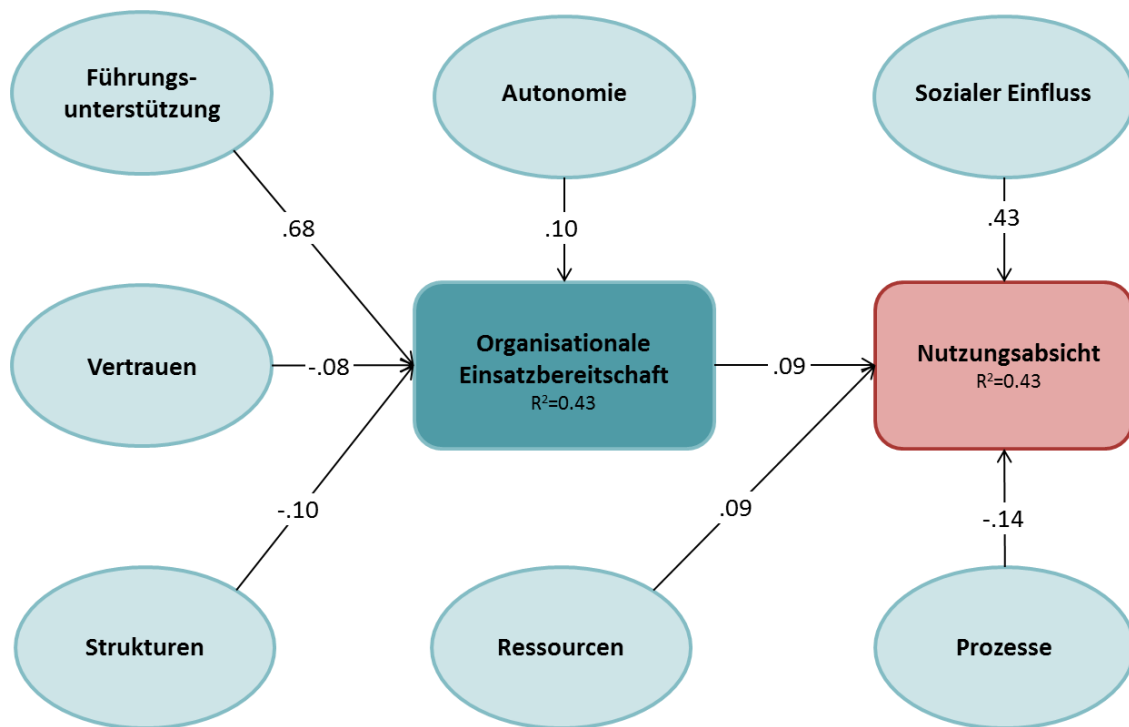 Führungs-
unterstützung
Autonomie
Sozialer Einfluss
.68
.10
.43
Vertrauen
-.08
Organisationale
Einsatzbereitschaft
R²=0.43
.09
Nutzungsabsicht
R²=0.43
-.10
.09
-.14
Strukturen
Ressourcen
Prozesse